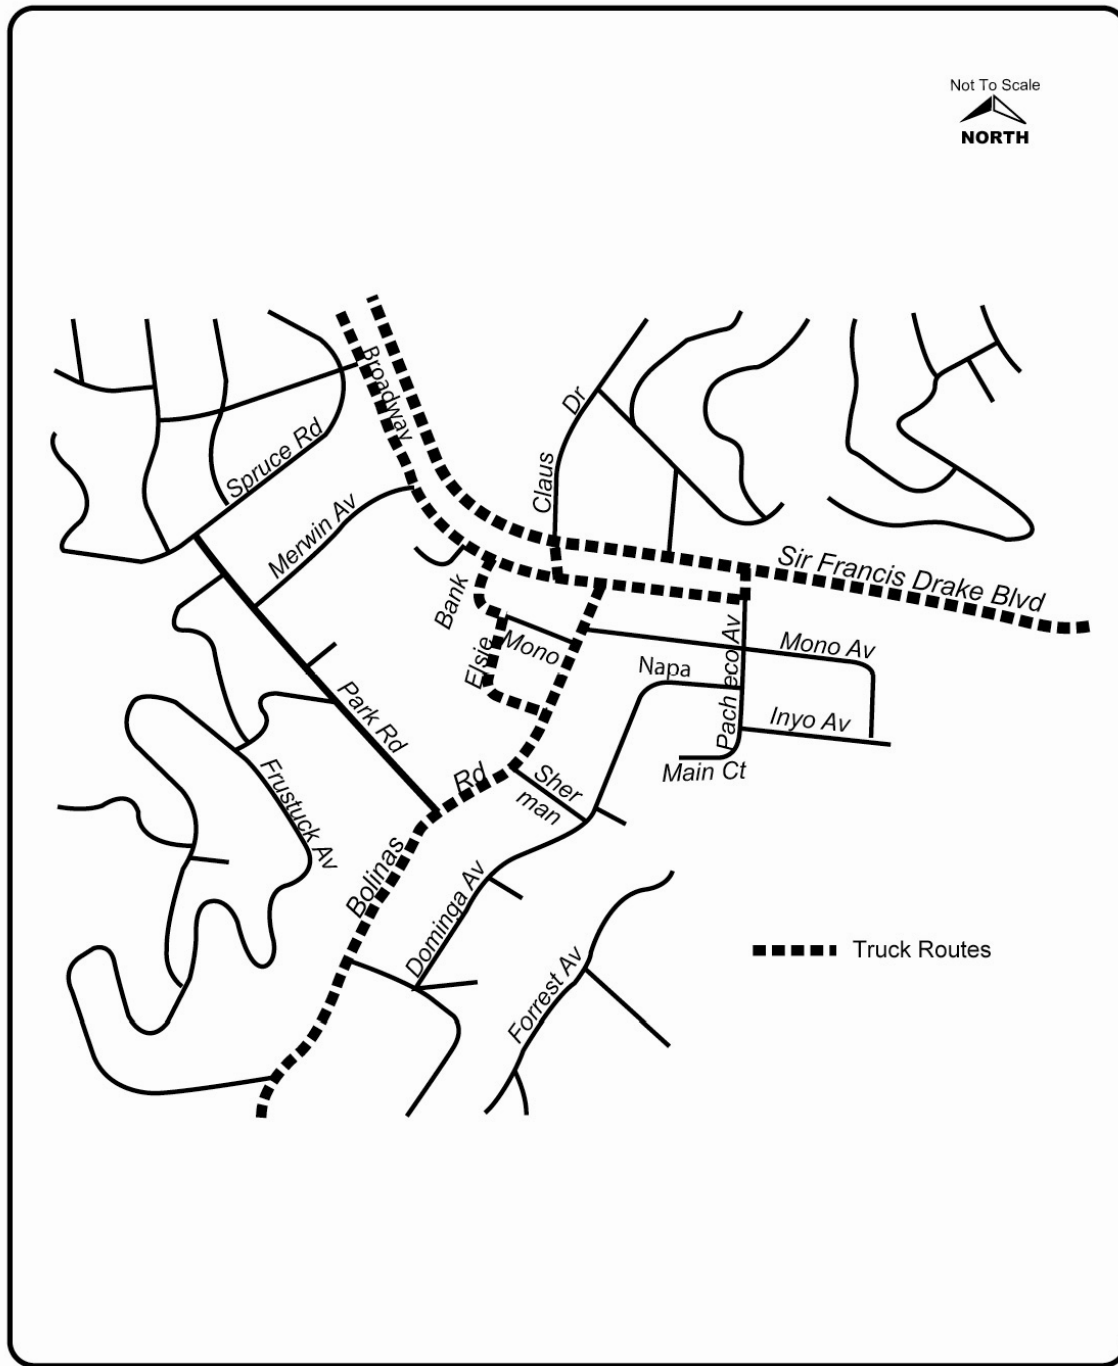 Not To Scale
NORTH
Broadway
Dr
Claus
Spruce Rd
Merwin Av
Sir Francis Drake Blvd
Bank
Mono
Elsie
Mono Av
Napa
Pacheco Av
Inyo Av
Main Ct
Park Rd
Rd
Sher
man
Frustuck Av
Bolinas
Dominga Av
Forrest Av
Truck Routes